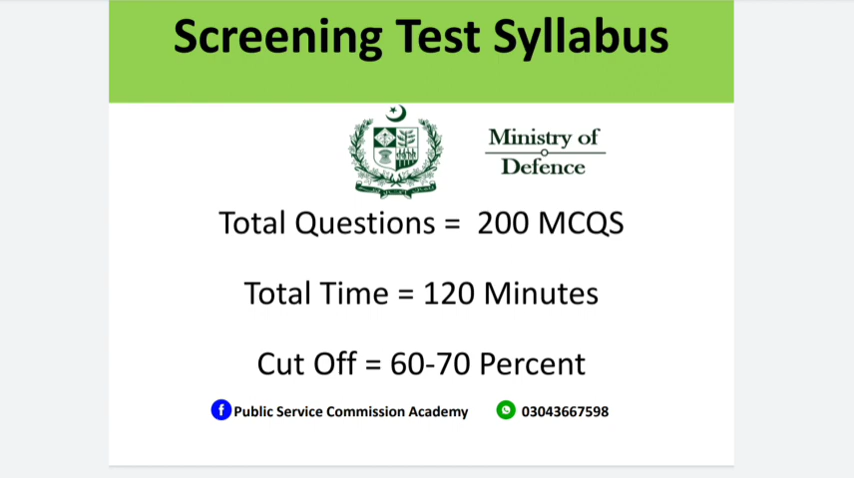 Screening Test Syllabus
Ministry of
Defence
Total Questions = 200 MCQS
Total Time = 120 Minutes
Cut Off = 60-70 Percent
Public Service Commission Academy 03043667598